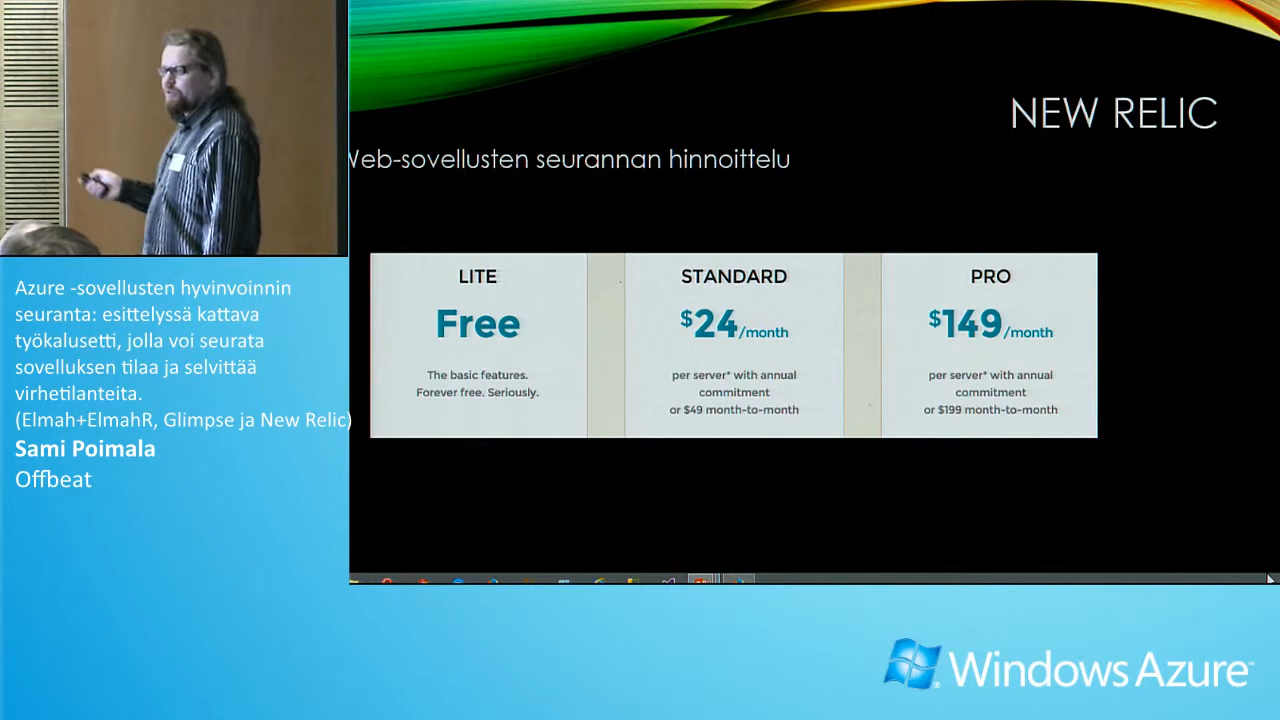 NEW RELIC
Web-sovellusten seurannan hinnoittelu
LITE
Free
The basic features.
Forever free. Seriously.
STANDARD
$24/month
per server* with annual
commitment
or $49 month-to-month
PRO
$149/month
per server* with annual
commitment
or $199 month-to-month
Azure -sovellusten hyvinvoinnin
seuranta: esittelyssä kattava
työkalusetti, jolla voi seurata
sovelluksen tilaa ja selvittää
virhetilanteita.
(Elmah+ElmahR, Glimpse ja New Relic)
Sami Poimala
Offbeat
Windows Azure™